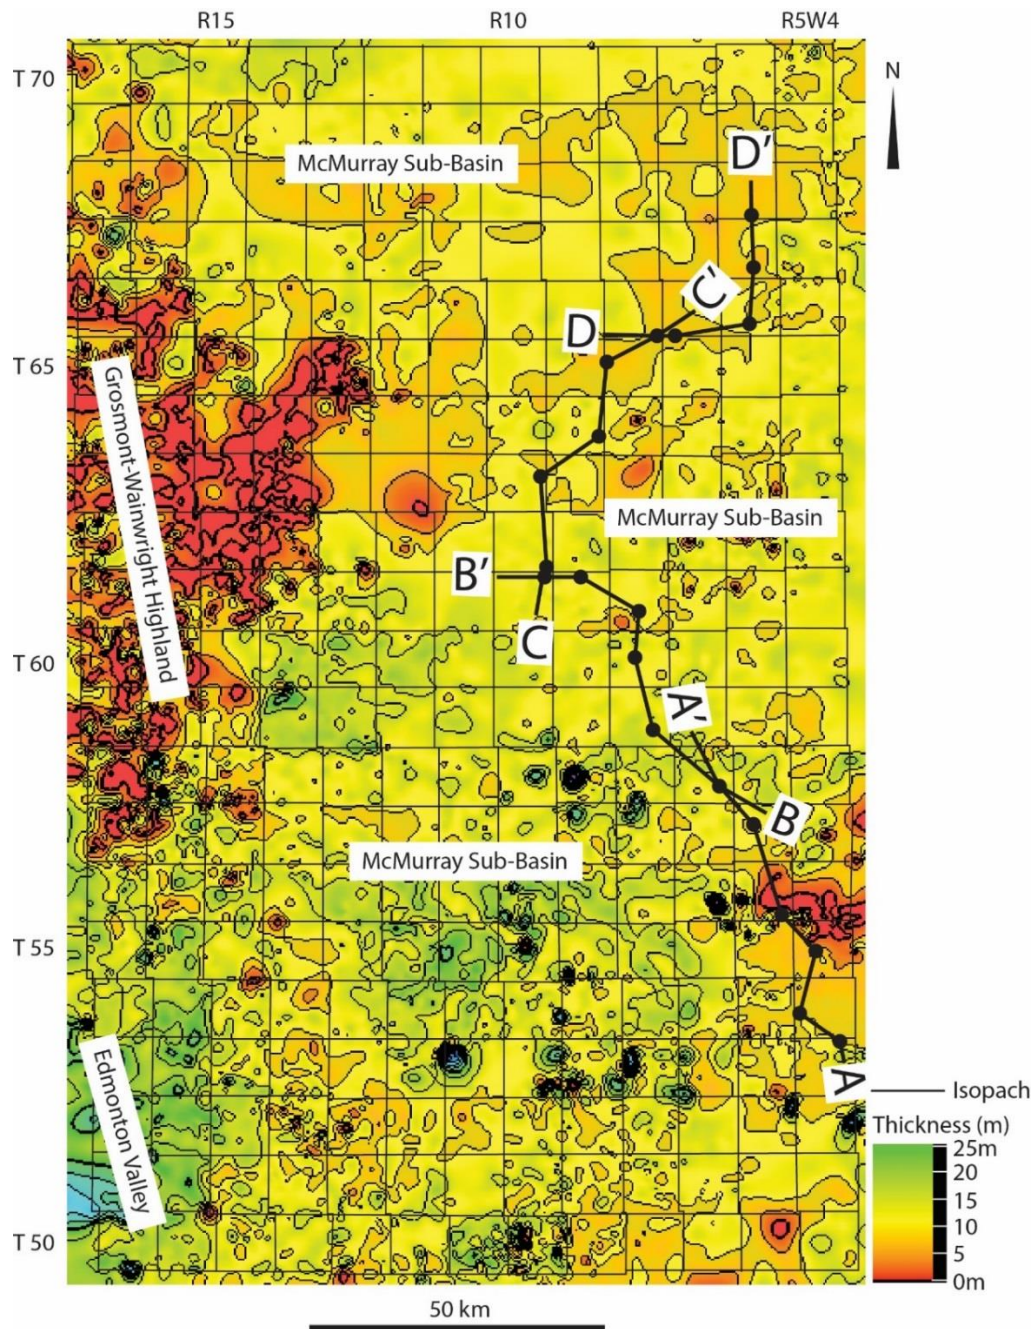 R15 R10 R5W4
T 70
N
McMurray Sub-Basin
D’
C’
D
T 65
Grosmont-Wainwright Highland
McMurray Sub-Basin
B’
C
T 60
A’
B
McMurray Sub-Basin
T 55
Edmonton Valley
A
Isopach
Thickness (m)
25m
20
15
10
5
0m
T 50
50 km